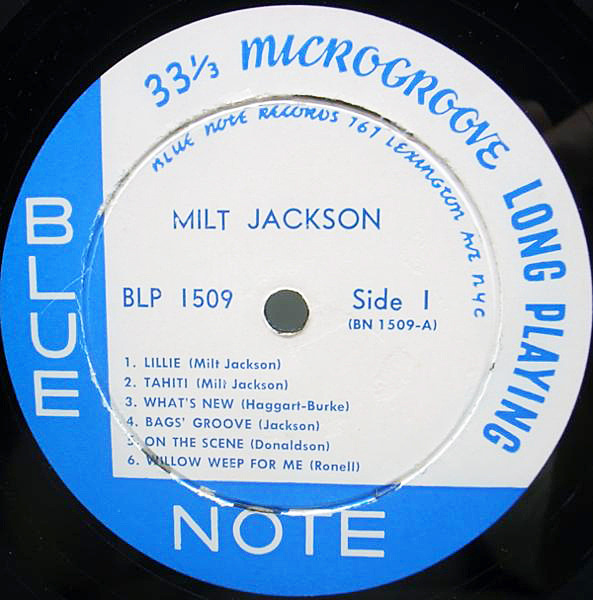 33⅓ MICROGROOVE LONG PLAYING
BLUE NOTE RECORDS 767 LEXINGTON AVE NYC
MILT JACKSON
BLP 1509
Side 1
(BN 1509-A)
1. LILLIE (Milt Jackson)
2. TAHITI (Milt Jackson)
3. WHAT'S NEW (Haggart-Burke)
4. BAGS' GROOVE (Jackson)
5. ON THE SCENE (Donaldson)
6. WILLOW WEEP FOR ME (Ronell)
BLUE
NOTE